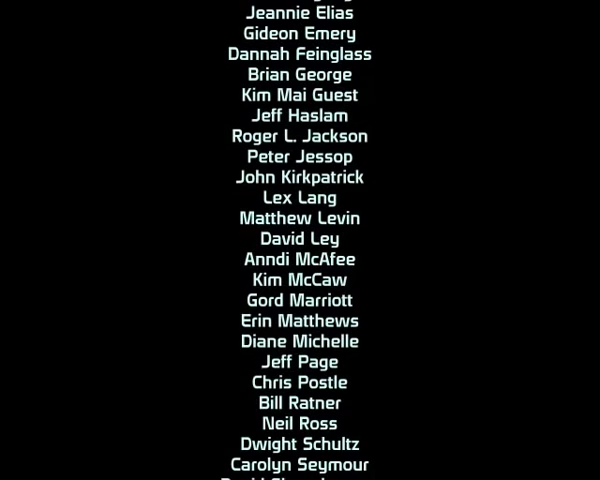 Jeannie Elias
Gideon Emery
Dannah Feinglass
Brian George
Kim Mai Guest
Jeff Haslam
Roger L. Jackson
Peter Jessop
John Kirkpatrick
Lex Lang
Matthew Levin
David Ley
Anndi McAfee
Kim McCaw
Gord Marriott
Erin Matthews
Diane Michelle
Jeff Page
Chris Postle
Bill Ratner
Neil Ross
Dwight Schultz
Carolyn Seymour